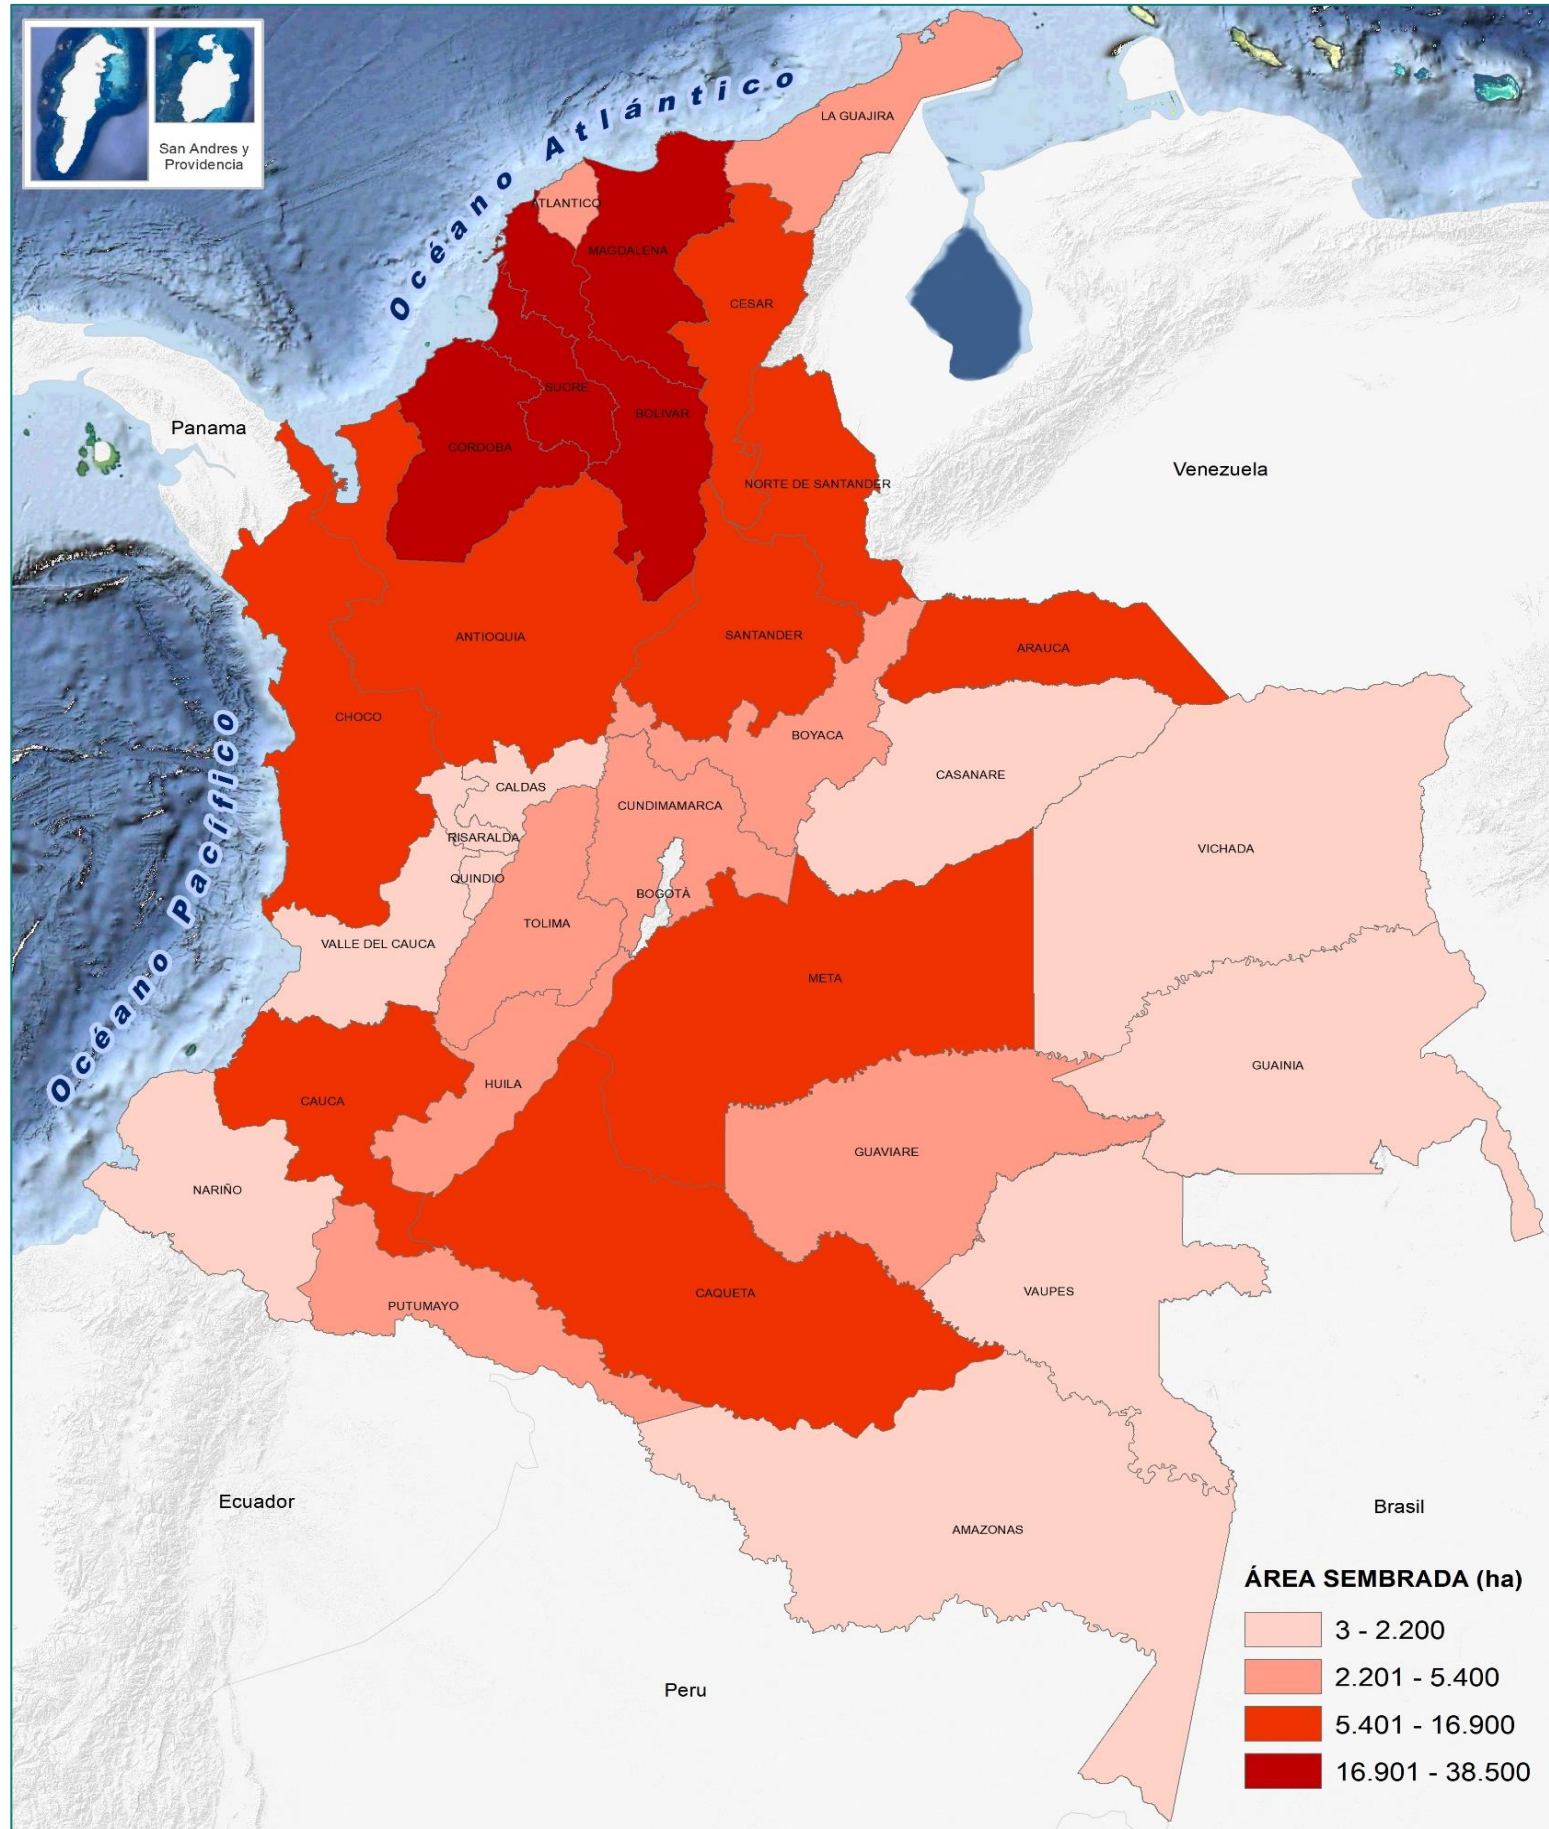 San Andres y
Providencia
Océano Atlántico
LA GUAJIRA
ATLANTICO
MAGDALENA
CESAR
SUCRE
BOLIVAR
Panama
CORDOBA
Venezuela
NORTE DE SANTANDER
ANTIOQUIA
SANTANDER
ARAUCA
CHOCO
BOYACA
CASANARE
CALDAS
CUNDIMAMARCA
RISARALDA
VICHADA
QUINDIO
BOGOTÀ
TOLIMA
VALLE DEL CAUCA
Océano Pacífico
META
GUAINIA
HUILA
CAUCA
GUAVIARE
NARIÑO
VAUPES
CAQUETA
PUTUMAYO
Ecuador
Brasil
AMAZONAS
Peru
ÁREA SEMBRADA (ha)
3 - 2.200
2.201 - 5.400
5.401 - 16.900
16.901 - 38.500